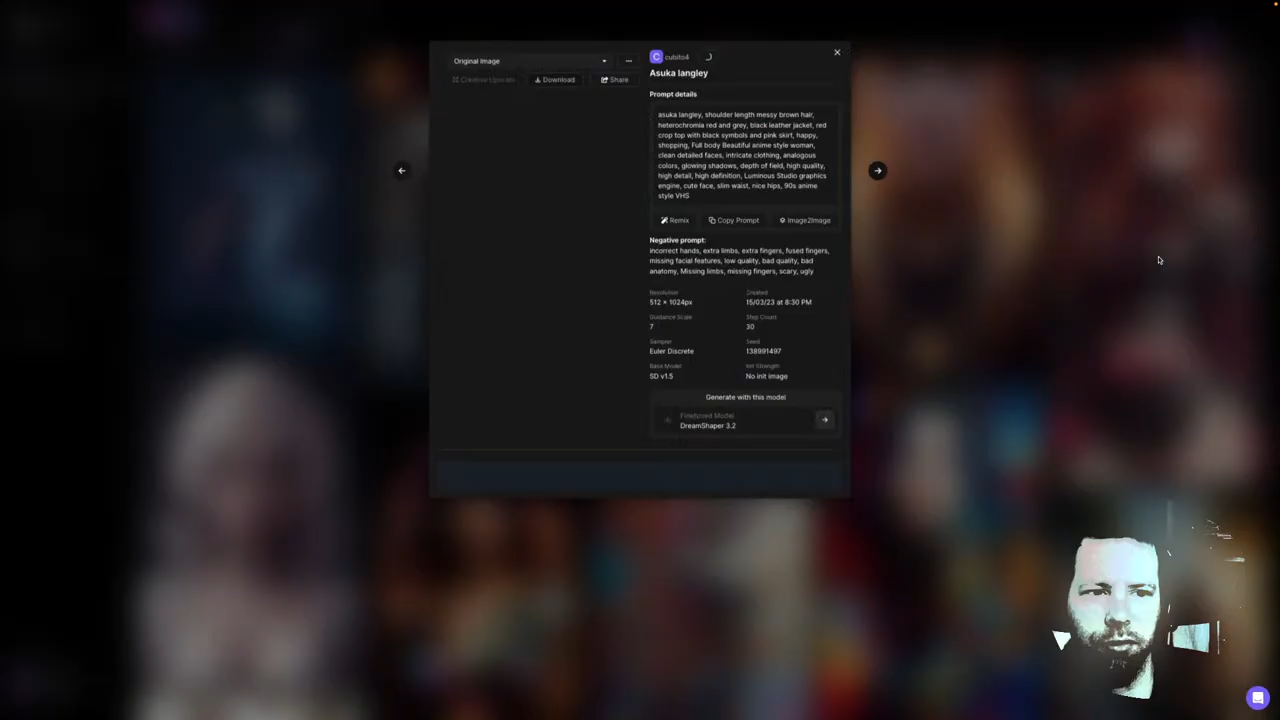 Original Image
...
Creative Upscale
Download
Share
C cubito4
Asuka langley
Prompt details
asuka langley, shoulder length messy brown hair,
heterochromia red and grey, black leather jacket, red
crop top with black symbols and pink skirt, happy,
shopping, Full body Beautiful anime style woman,
clean detailed faces, intricate clothing, analogous
colors, glowing shadows, depth of field, high quality,
high detail, high definition, Luminous Studio graphics
engine, cute face, slim waist, nice hips, 90s anime
style VHS
Remix
Copy Prompt
Image2Image
Negative prompt:
incorrect hands, extra limbs, extra fingers, fused fingers,
missing facial features, low quality, bad quality, bad
anatomy, Missing limbs, missing fingers, scary, ugly
Resolution
Created
512 × 1024px
15/03/23 at 8:30 PM
Guidance Scale
Step Count
7
30
Sampler
Seed
Euler Discrete
138991497
Base Model
Init Strength
SD v1.5
No init image
Generate with this model
Finetuned Model
DreamShaper 3.2